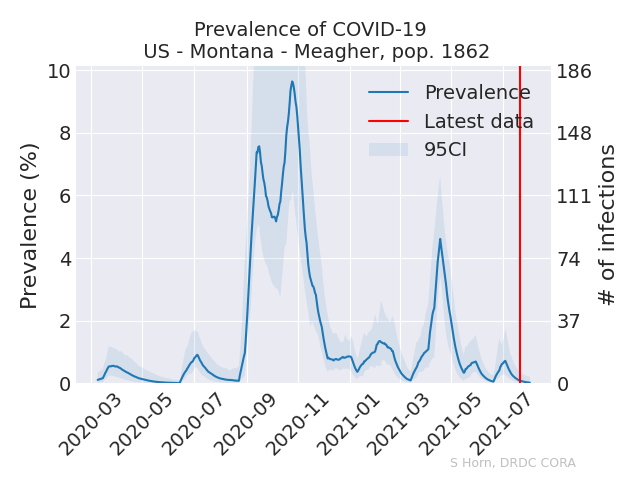 Prevalence of COVID-19
US - Montana - Meagher, pop. 1862
Prevalence (%)
10
8
6
4
2
0
186
148
111
74
37
0
# of infections
Prevalence
Latest data
95CI
2020-03
2020-05
2020-07
2020-09
2020-11
2021-01
2021-03
2021-05
2021-07
S Horn, DRDC CORA